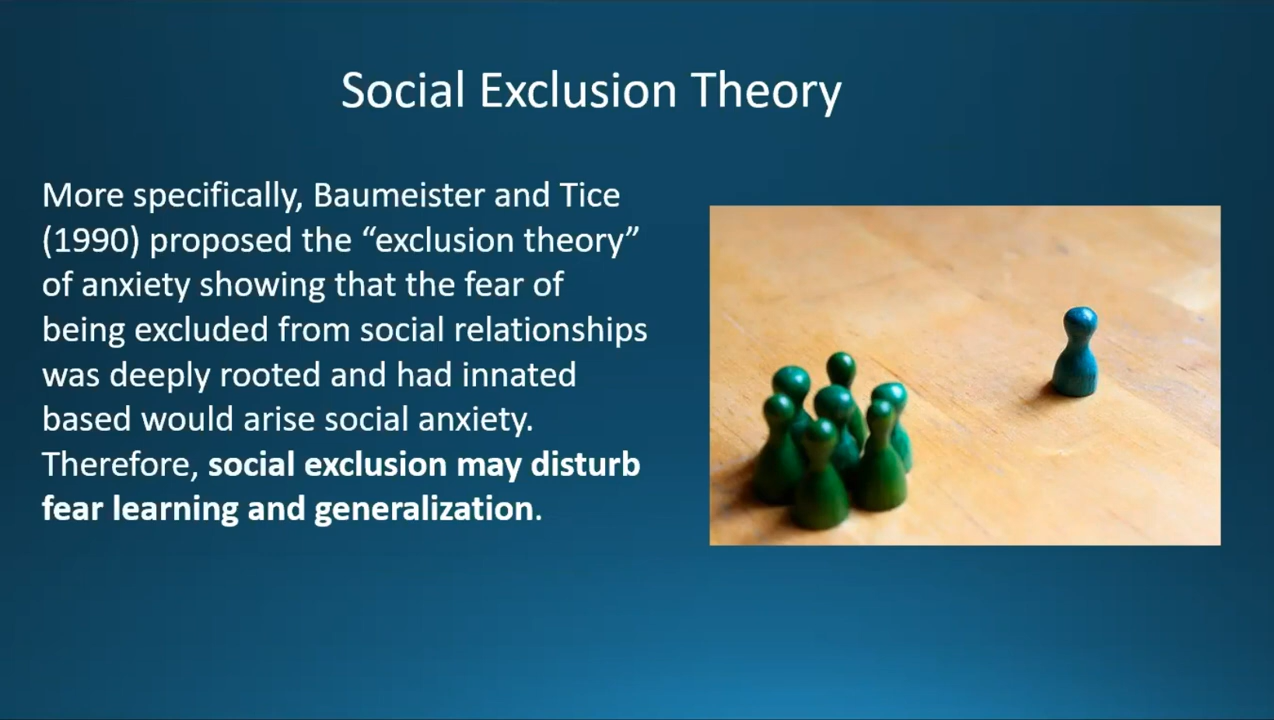 Social Exclusion Theory
More specifically, Baumeister and Tice
(1990) proposed the “exclusion theory”
of anxiety showing that the fear of
being excluded from social relationships
was deeply rooted and had innated
based would arise social anxiety.
Therefore, social exclusion may disturb
fear learning and generalization.